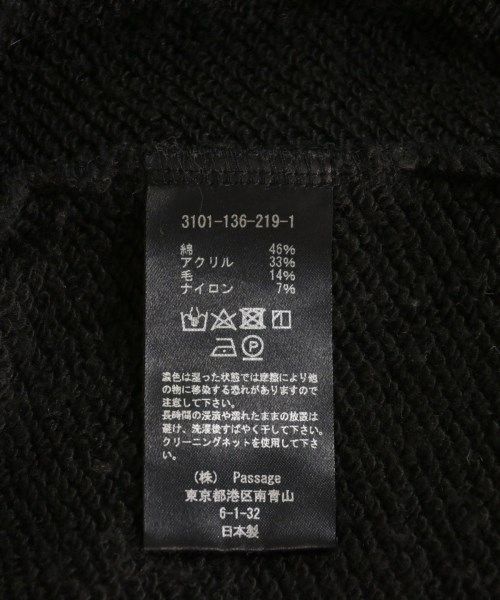 3101-136-219-1
綿 46%
アクリル 33%
毛 14%
ナイロン 7%
濃色は湿った状態では摩擦により他
の物に移染する恐れがありますので
注意して下さい。
長時間の浸漬や濡れたままの放置は
避け、洗濯後すばやく干して下さい。
クリーニングネットを使用して下さ
い。
(株) Passage
東京都港区南青山
6-1-32
日本製